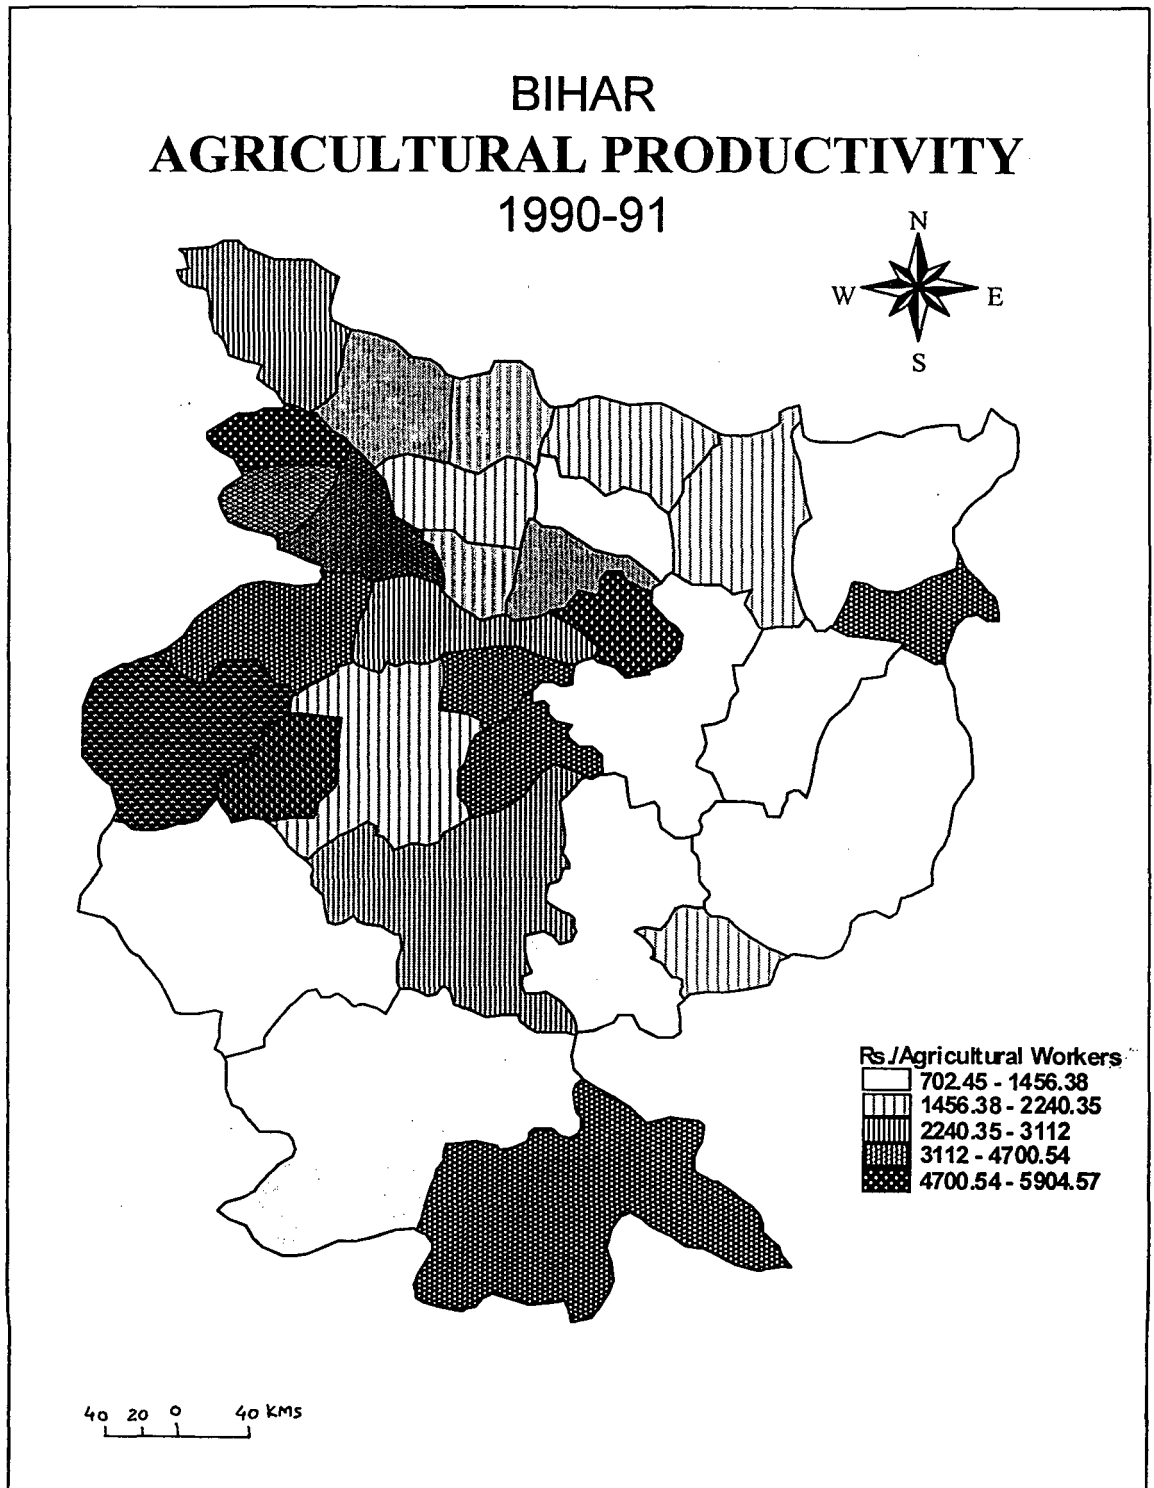 BIHAR
AGRICULTURAL PRODUCTIVITY
1990-91
N
W
E
S
Rs./Agricultural Workers
702.45 - 1456.38
1456.38 - 2240.35
2240.35 - 3112
3112 - 4700.54
4700.54 - 5904.57
40 20 0 40 KMS